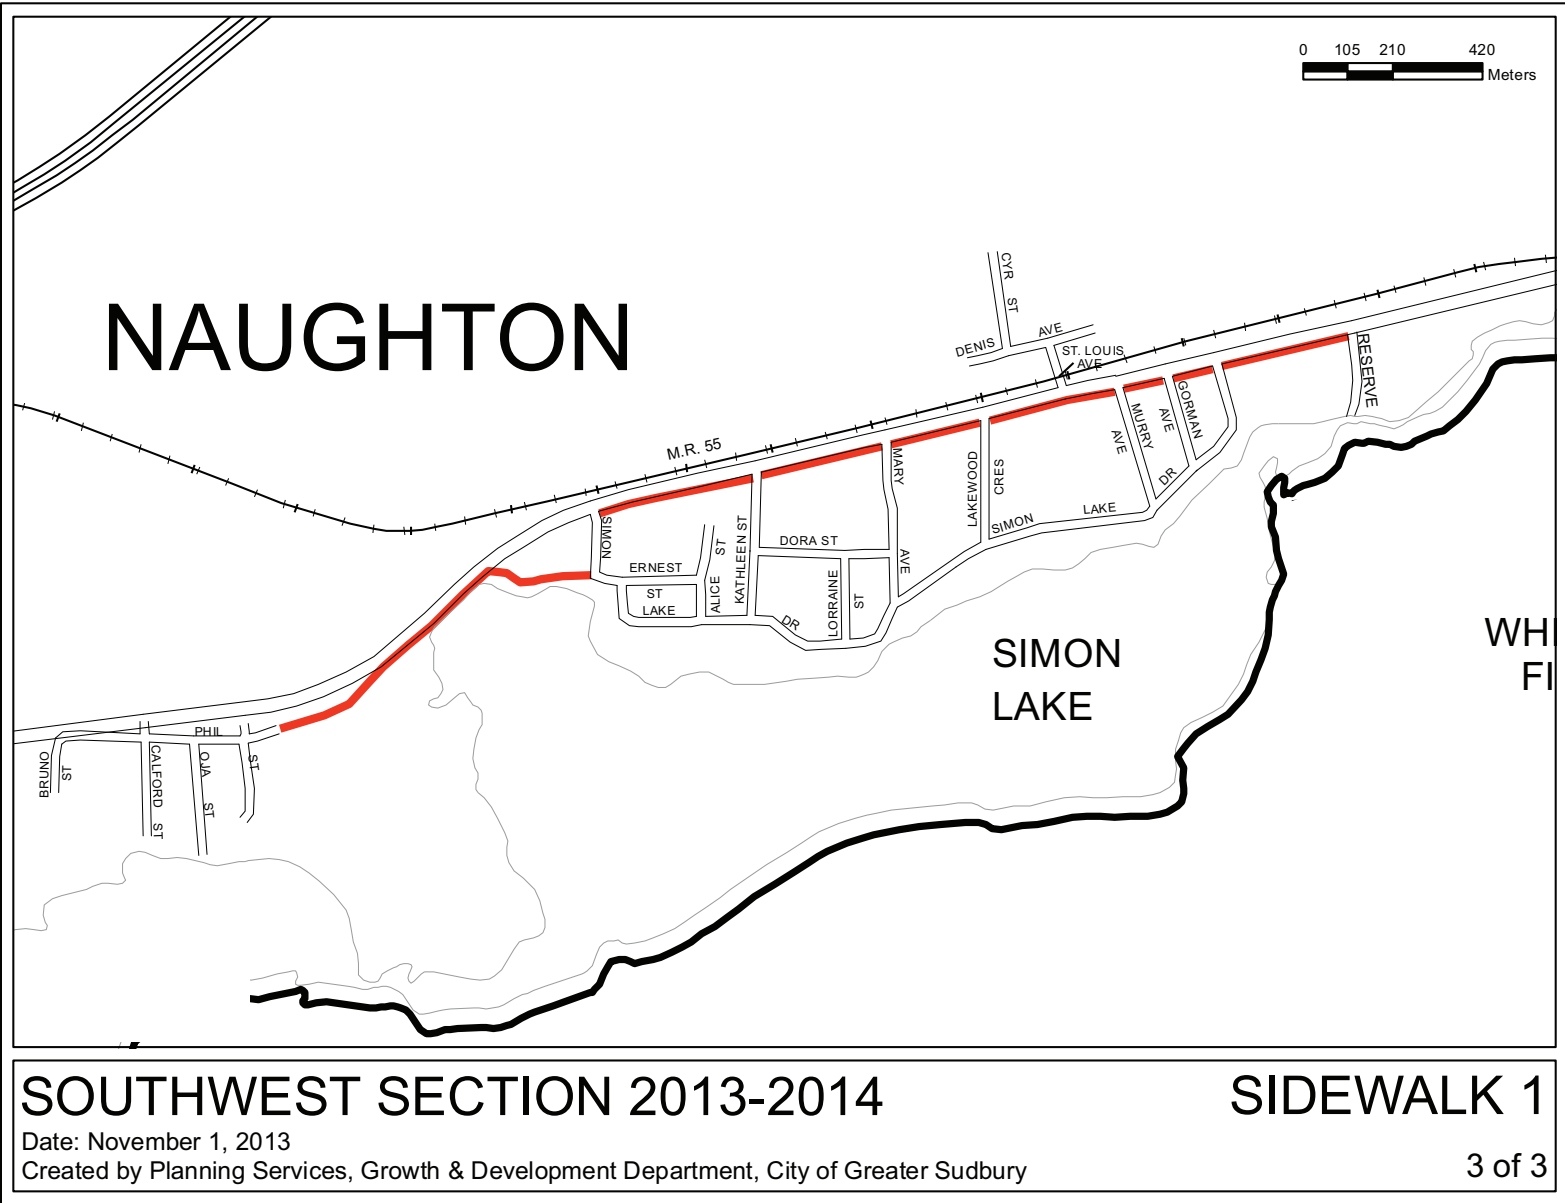 0 105 210 420
Meters
NAUGHTON
CYR
ST
DENIS
AVE
ST. LOUIS
AVE
RESERVE
GORMAN
AVE
MURRY
AVE
M.R. 55
MARY
AVE
LAKEWOOD
CRES
SIMON
LAKE
DR
SIMON
ERNEST
ST
LAKE
ALICE
ST
KATHLEEN ST
DORA ST
LORRAINE
ST
DR
SIMON
LAKE
WHI
FI
PHIL
ST
BRUNO
ST
CALFORD
ST
OJA
ST
SOUTHWEST SECTION 2013-2014
SIDEWALK 1
Date: November 1, 2013
Created by Planning Services, Growth & Development Department, City of Greater Sudbury
3 of 3